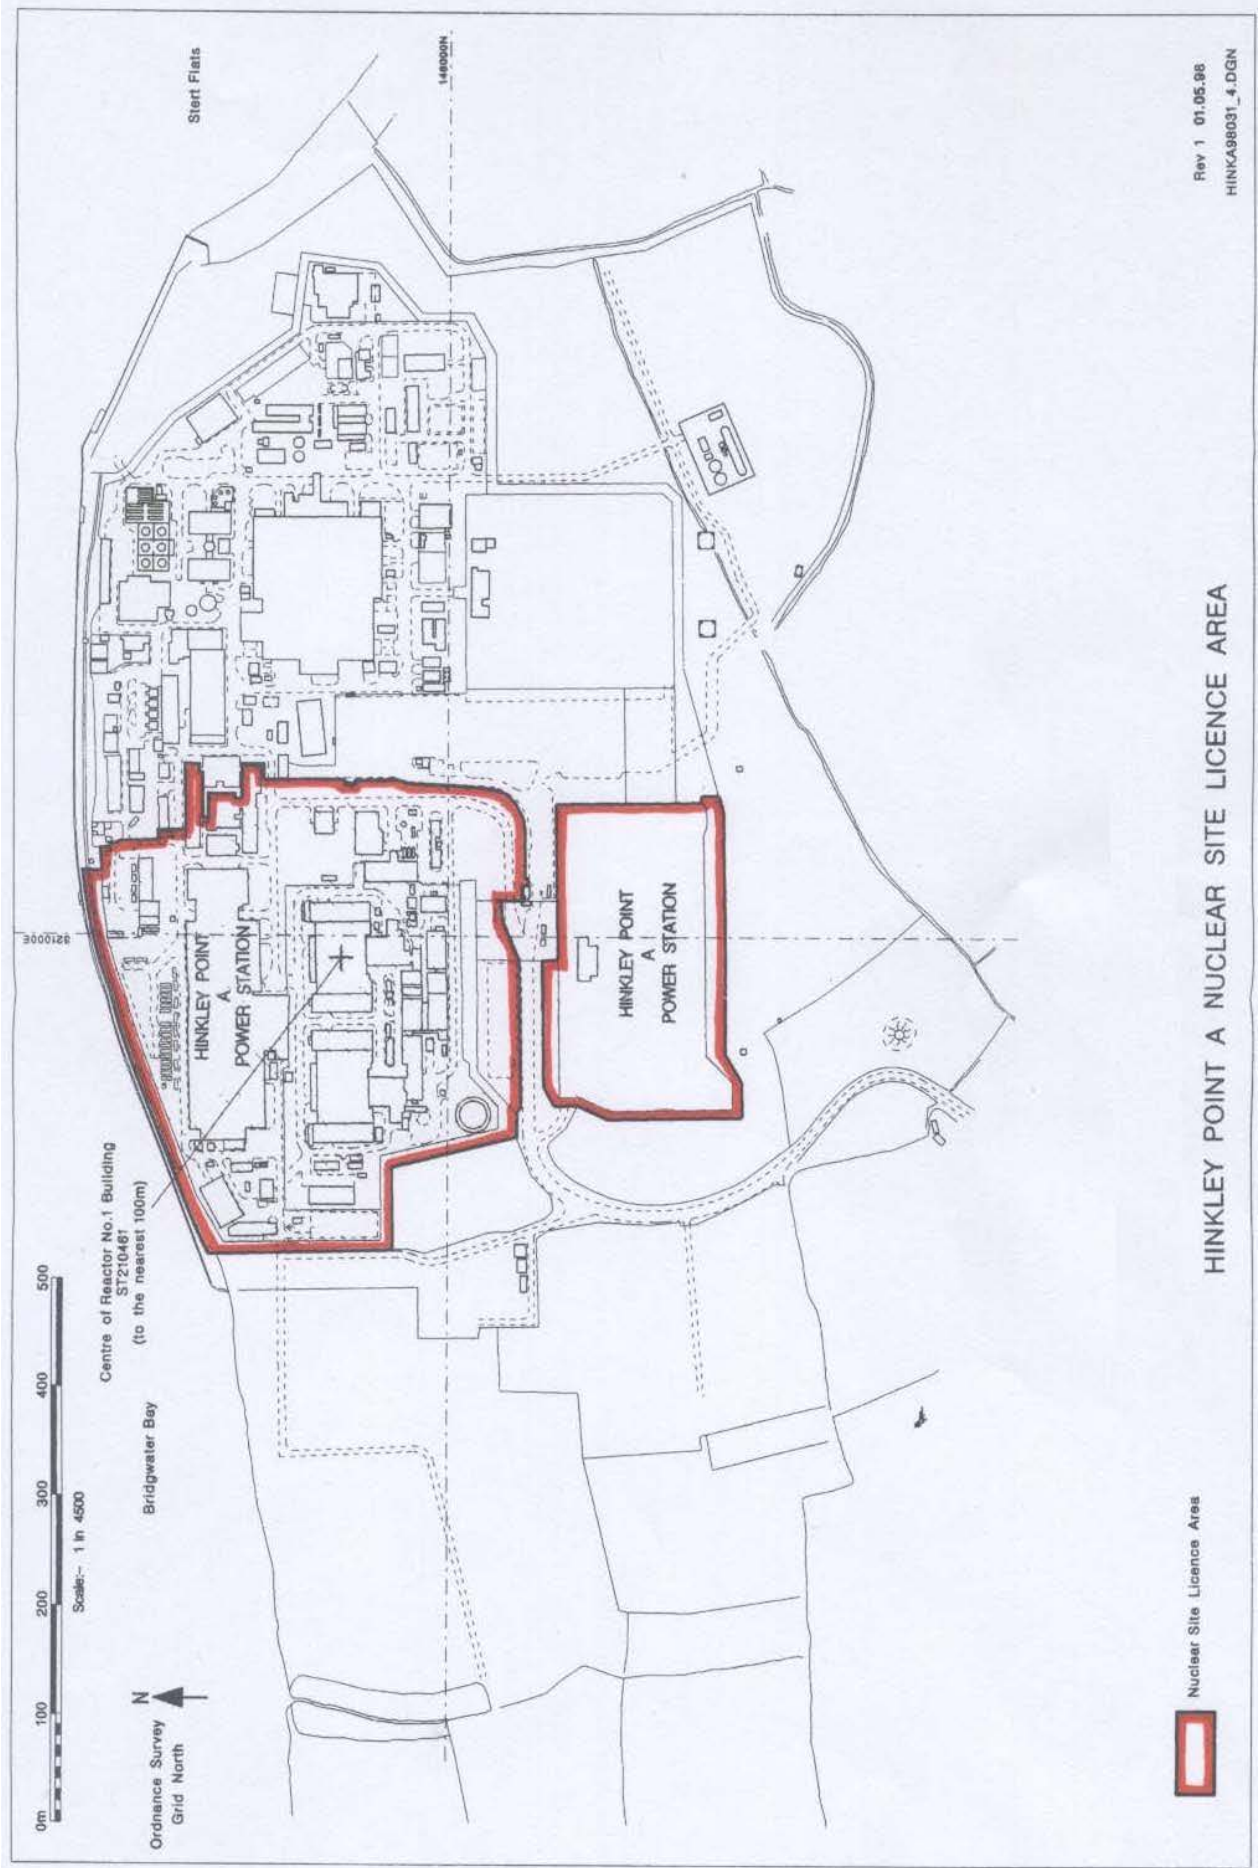 0m 100 200 300 400 500
Scale:- 1 in 4500
Ordnance Survey
Grid North
N
Bridgwater Bay
Centre of Reactor No.1 Building
ST210461
(to the nearest 100m)
Stert Flats
321000E
146000N
HINKLEY POINT
A
POWER STATION
HINKLEY POINT
A
POWER STATION
Nuclear Site Licence Area
HINKLEY POINT A NUCLEAR SITE LICENCE AREA
Rev 1 01.05.98
HINKA98031_4.DGN